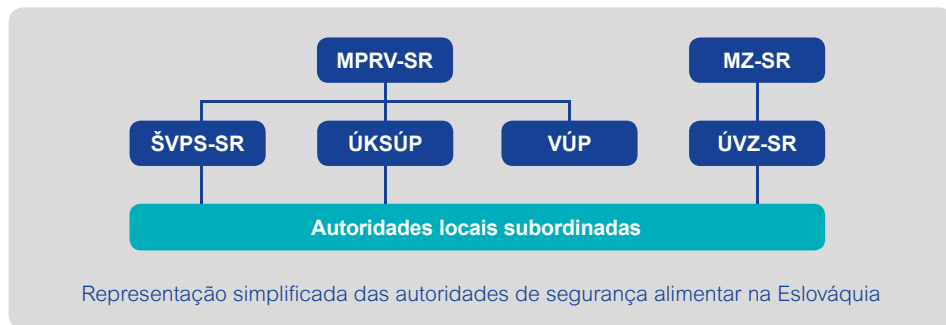 MPRV-SR
MZ-SR
ŠVPS-SR
ÚKSÚP
VÚP
ÚVZ-SR
Autoridades locais subordinadas
Representação simplificada das autoridades de segurança alimentar na Eslováquia